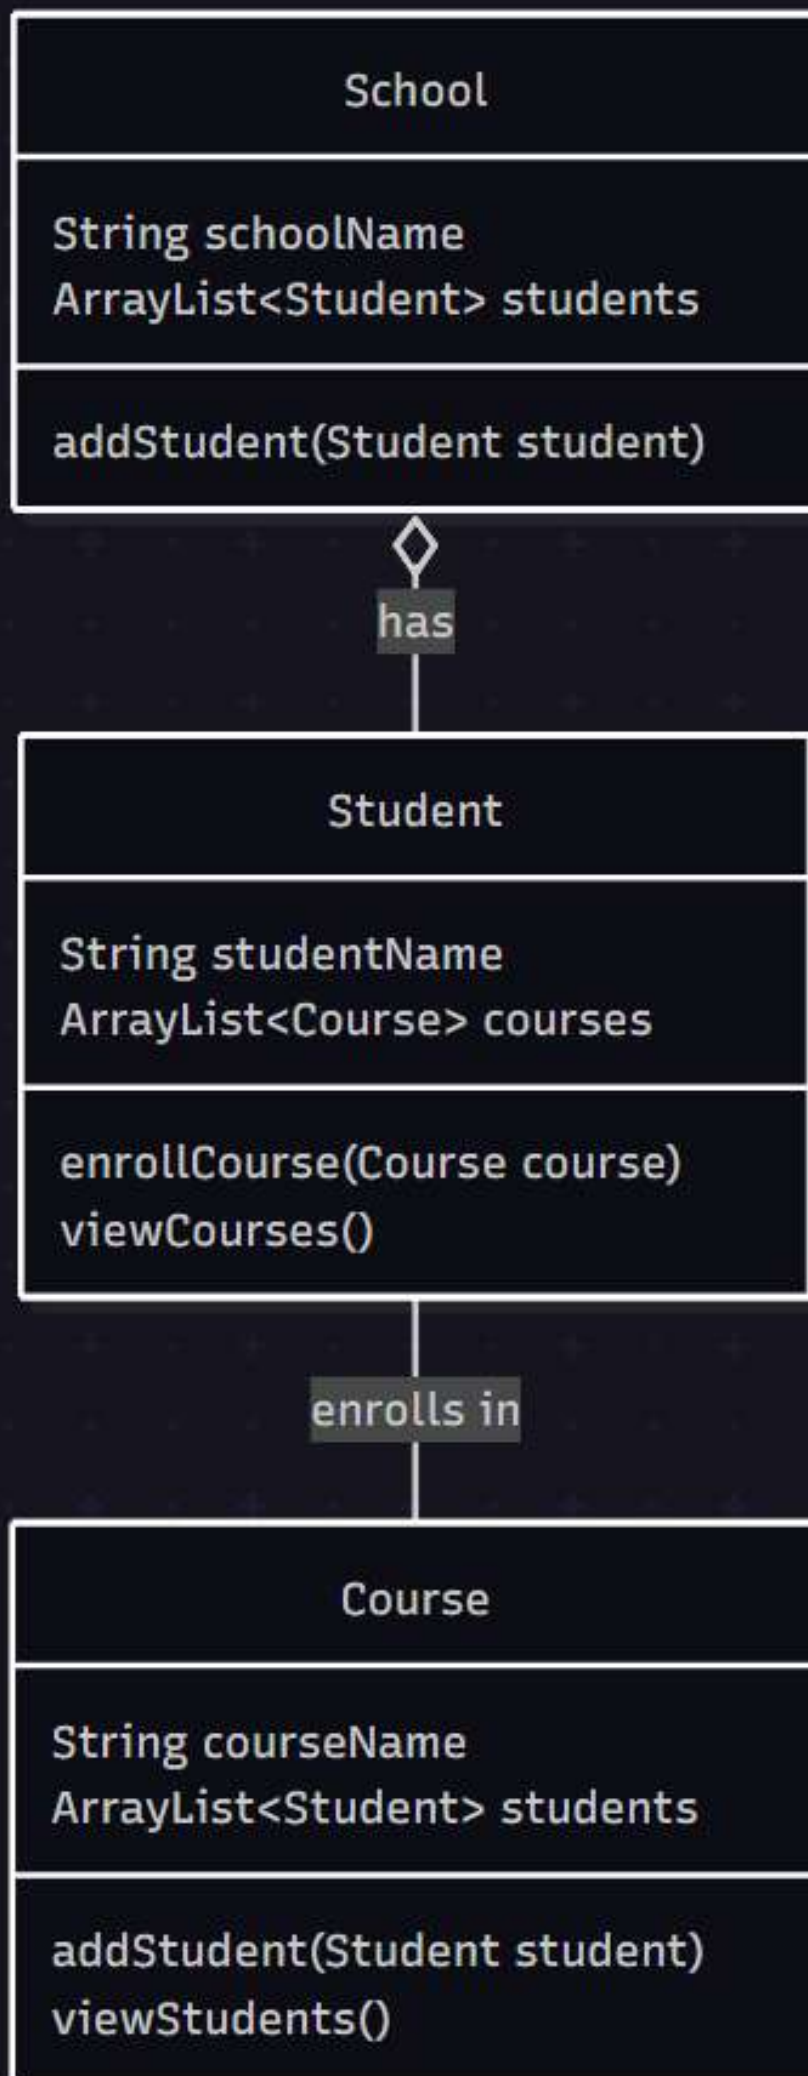 School
String schoolName
ArrayList<Student> students
addStudent(Student student)
has
Student
String studentName
ArrayList<Course> courses
enrollCourse(Course course)
viewCourses()
enrolls in
Course
String courseName
ArrayList<Student> students
addStudent(Student student)
viewStudents()